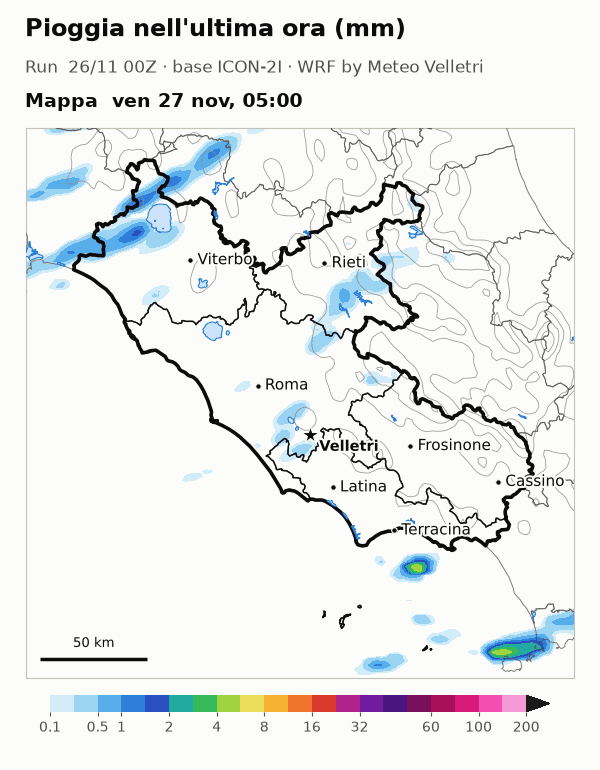 Pioggia nell'ultima ora (mm)
Run  26/11 00Z · base ICON-2I · WRF by Meteo Velletri
Mappa  ven 27 nov, 05:00
Viterbo
Rieti
Roma
Velletri
Frosinone
Cassino
Latina
Terracina
50 km
0.1 0.5 1 2 4 8 16 32 60 100 200